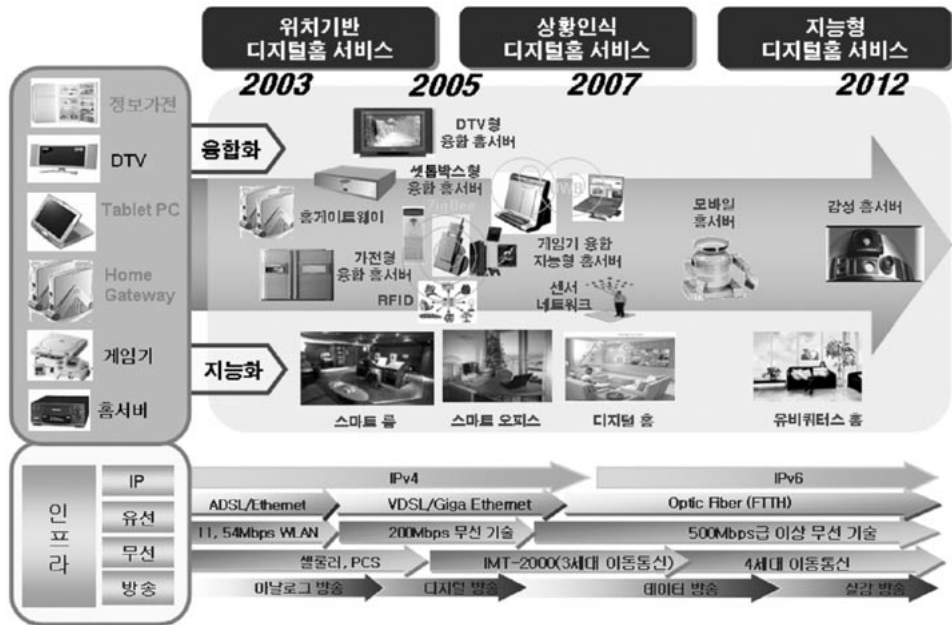 위치기반
디지털홈 서비스
상황인식
디지털홈 서비스
지능형
디지털홈 서비스
2003
2005
2007
2012
정보가전
DTV
Tablet PC
Home
Gateway
게임기
홈서버
융합화
DTV형
융합 홈서버
셋톱박스형
융합 홈서버
홈게이트웨이
ZigBee
가전형
융합 홈서버
RFID
게임기 융합
지능형 홈서버
센서
네트워크
모바일
홈서버
감성 홈서버
지능화
스마트 룸
스마트 오피스
디지털 홈
유비쿼터스 홈
인프라
IP
유선
무선
방송
IPv4
IPv6
ADSL/Ethernet
VDSL/Giga Ethernet
Optic Fiber (FTTH)
11, 54Mbps WLAN
200Mbps 무선 기술
500Mbps급 이상 무선 기술
셀룰러, PCS
IMT-2000(3세대 이동통신)
4세대 이동통신
아날로그 방송
디지털 방송
데이터 방송
실감 방송